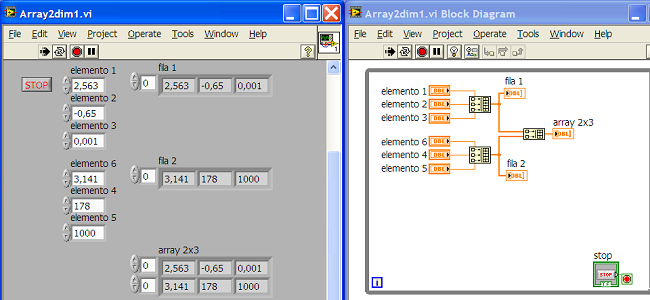 Array2dim1.vi
File Edit View Project Operate Tools Window
STOP
elemento 1
2,563
elemento 2
-0,65
elemento 3
0,001
fila 1
0 2,563 -0,65 0,001
elemento 6
3,141
elemento 4
178
elemento 5
1000
fila 2
0 3,141 178 1000
array 2x3
0 2,563 -0,65 0,001
0 3,141 178 1000
Array2dim1.vi Block Diagram
File Edit View Project Operate Tools Window Help
elemento 1 DBL
elemento 2 DBL
elemento 3 DBL
fila 1
DBL
array 2x3
DBL
elemento 6 DBL
elemento 4 DBL
elemento 5 DBL
fila 2
DBL
stop
STOP
TF
i